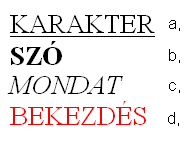 KARAKTER a,
SZÓ b,
MONDAT c,
BEKEZDÉS d,